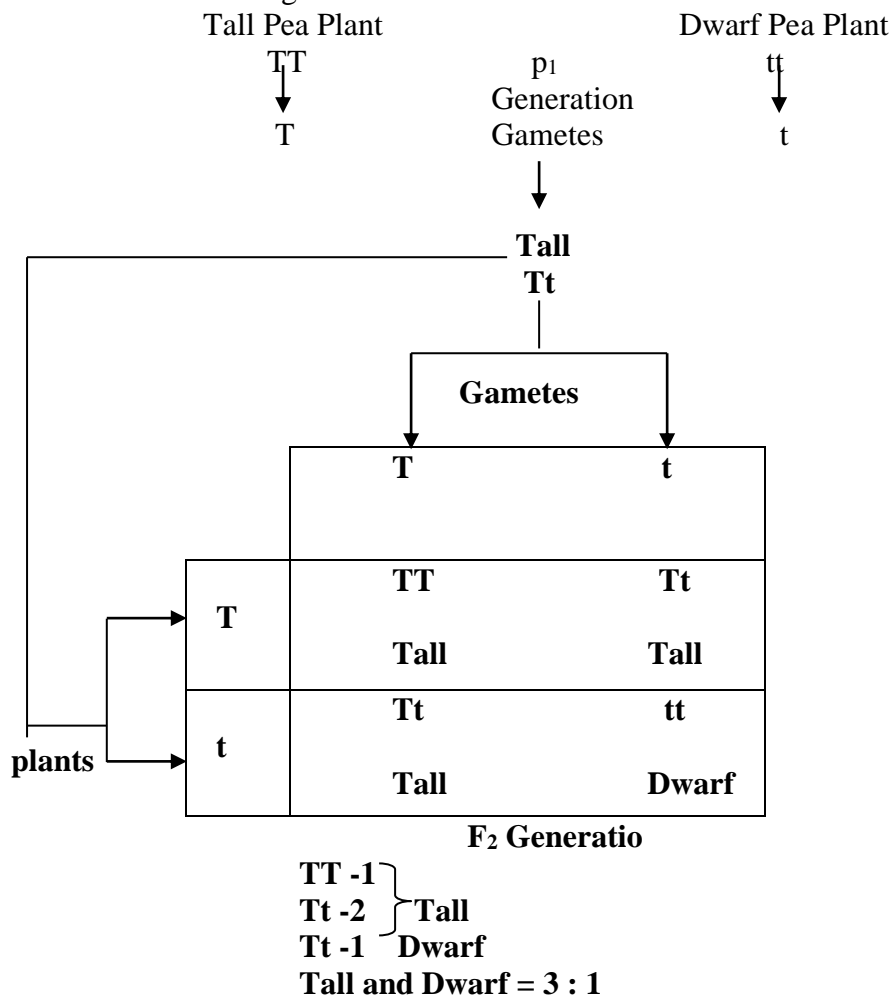 Tall Pea Plant Dwarf Pea Plant
TT p1 tt
Generation
T Gametes t
Tall
Tt
Gametes
T t
TT Tt
T
Tall Tall
Tt tt
t
plants
Tall Dwarf
F2 Generatio
TT -1
Tt -2 Tall
Tt -1 Dwarf
Tall and Dwarf = 3 : 1